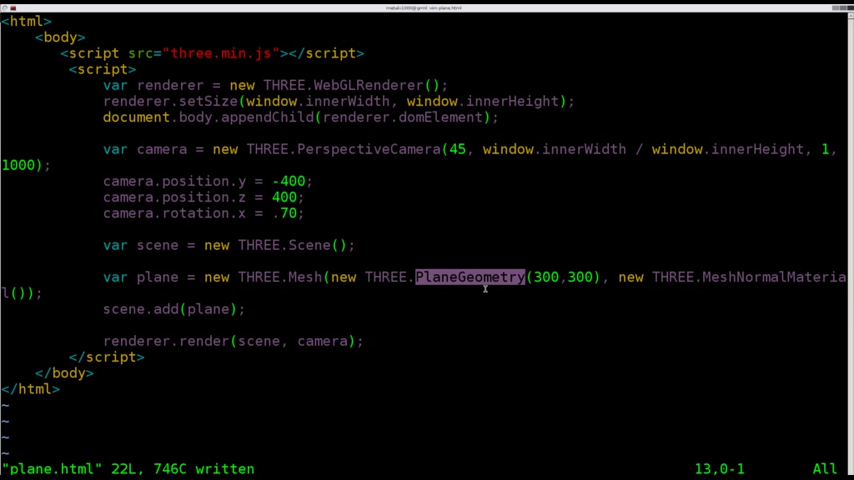 <html>
<body>
<script src="three.min.js"></script>
<script>
var renderer = new THREE.WebGLRenderer();
renderer.setSize(window.innerWidth, window.innerHeight);
document.body.appendChild(renderer.domElement);
var camera = new THREE.PerspectiveCamera(45, window.innerWidth / window.innerHeight, 1,
1000);
camera.position.y = -400;
camera.position.z = 400;
camera.rotation.x = .70;
var scene = new THREE.Scene();
var plane = new THREE.Mesh(new THREE.PlaneGeometry(300,300), new THREE.MeshNormalMateria
l());
scene.add(plane);
renderer.render(scene, camera);
</script>
</body>
</html>
~
~
~
~
"plane.html" 22L, 746C written 13,0-1 All